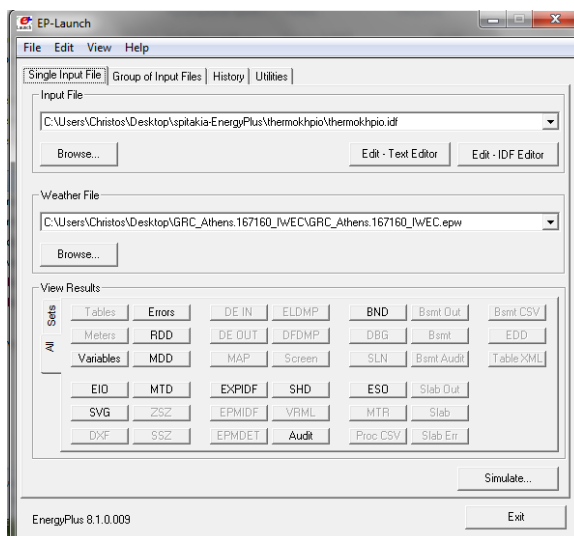 EP-Launch
File Edit View Help
Single Input File Group of Input Files History Utilities
Input File
C:\Users\Christos\Desktop\spitakia-EnergyPlus\thermokhpio\thermokhpio.idf
Browse... Edit - Text Editor Edit - IDF Editor
Weather File
C:\Users\Christos\Desktop\GRC_Athens.167160_IWEC\GRC_Athens.167160_IWEC.epw
Browse...
View Results
Sets
All
Tables Errors DE IN ELDMP BND Bsmt Out Bsmt CSV
Meters RDD DE OUT DFDMP DBG Bsmt EDD
Variables MDD MAP Screen SLN Bsmt Audit Table XML
EIO MTD EXPIDF SHD ESO Slab Out
SVG ZSZ EPMIDF VRML MTR Slab
DXF SSZ EPMDET Audit Proc CSV Slab Err
Simulate...
EnergyPlus 8.1.0.009 Exit